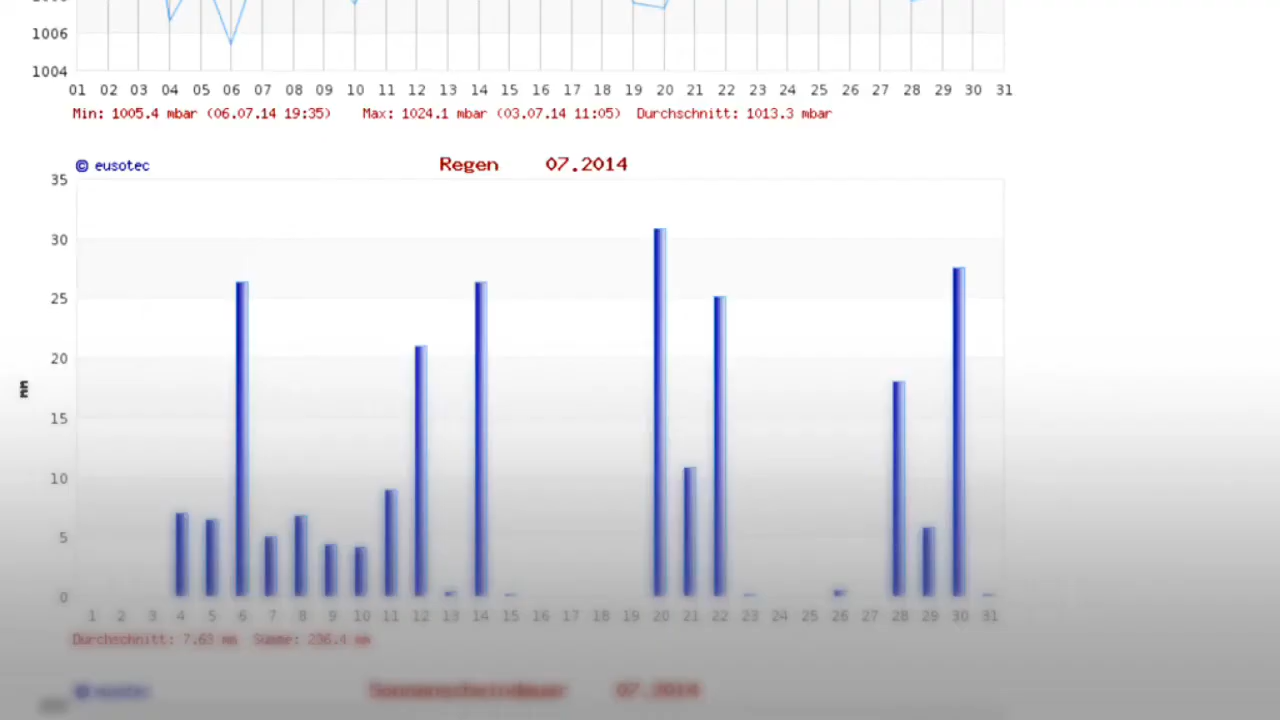 1006
1004
01 02 03 04 05 06 07 08 09 10 11 12 13 14 15 16 17 18 19 20 21 22 23 24 25 26 27 28 29 30 31
Min: 1005.4 mbar (06.07.14 19:35) Max: 1024.1 mbar (03.07.14 11:05) Durchschnitt: 1013.3 mbar
© eusotec Regen 07.2014
35
30
25
20
mm
15
10
5
0
1 2 3 4 5 6 7 8 9 10 11 12 13 14 15 16 17 18 19 20 21 22 23 24 25 26 27 28 29 30 31
Durchschnitt: 7.63 mm Summe: 236.4 mm
© eusotec Sonnenscheindauer 07.2014